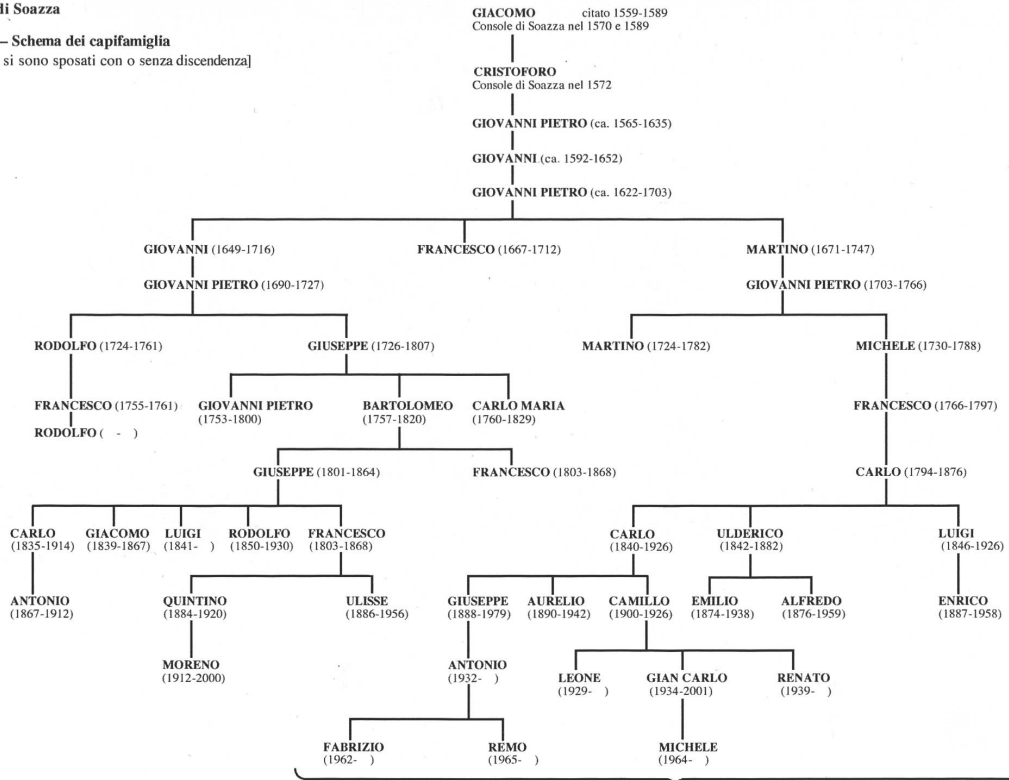 di Soazza
– Schema dei capifamiglia
si sono sposati con o senza discendenza]
GIACOMO citato 1559-1589
Console di Soazza nel 1570 e 1589
CRISTOFORO
Console di Soazza nel 1572
GIOVANNI PIETRO (ca. 1565-1635)
GIOVANNI (ca. 1592-1652)
GIOVANNI PIETRO (ca. 1622-1703)
GIOVANNI (1649-1716) FRANCESCO (1667-1712) MARTINO (1671-1747)
GIOVANNI PIETRO (1690-1727) GIOVANNI PIETRO (1703-1766)
RODOLFO (1724-1761) GIUSEPPE (1726-1807) MARTINO (1724-1782) MICHELE (1730-1788)
FRANCESCO (1755-1761) GIOVANNI PIETRO BARTOLOMEO CARLO MARIA FRANCESCO (1766-1797)
(1753-1800) (1757-1820) (1760-1829)
RODOLFO ( - )
GIUSEPPE (1801-1864) FRANCESCO (1803-1868) CARLO (1794-1876)
CARLO GIACOMO LUIGI RODOLFO FRANCESCO CARLO ULDERICO LUIGI
(1835-1914) (1839-1867) (1841- ) (1850-1930) (1803-1868) (1840-1926) (1842-1882) (1846-1926)
ANTONIO QUINTINO ULISSE GIUSEPPE AURELIO CAMILLO EMILIO ALFREDO ENRICO
(1867-1912) (1884-1920) (1886-1956) (1888-1979) (1890-1942) (1900-1926) (1874-1938) (1876-1959) (1887-1958)
MORENO ANTONIO LEONE GIAN CARLO RENATO
(1912-2000) (1932- ) (1929- ) (1934-2001) (1939- )
FABRIZIO REMO MICHELE
(1962- ) (1965- ) (1964- )